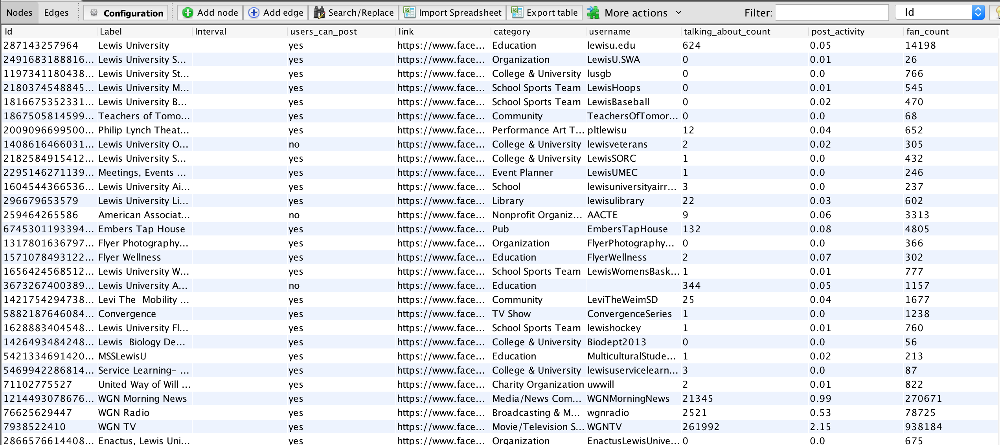 Nodes Edges Configuration Add node Add edge Search/Replace Import Spreadsheet Export table More actions Filter: Id
Id Label Interval users_can_post link category username talking_about_count post_activity fan_count
287143257964 Lewis University yes https://www.face... Education lewisu.edu 624 0.05 14198
2491683188816... Lewis University S... yes https://www.face... Organization LewisU.SWA 0 0.01 26
1197341180438... Lewis University St... yes https://www.face... College & University lusgb 0 0.0 766
2180374548845... Lewis University M... yes https://www.face... School Sports Team LewisHoops 0 0.01 545
1816675352331... Lewis University B... yes https://www.face... School Sports Team LewisBaseball 0 0.02 470
1867505814599... Teachers of Tomo... yes https://www.face... Community TeachersOfTomor... 0 0.0 68
2009096699500... Philip Lynch Theat... yes https://www.face... Performance Art T... pltlewisu 12 0.04 652
1408616466031... Lewis University O... no https://www.face... College & University lewisveterans 2 0.02 305
2182584915412... Lewis University S... yes https://www.face... College & University LewisSORC 1 0.0 432
2295146271139... Meetings, Events ... yes https://www.face... Event Planner LewisUMEC 1 0.0 246
1604544366536... Lewis University Ai... yes https://www.face... School lewisuniversityairr... 3 0.0 237
296679653579 Lewis University Li... yes https://www.face... Library lewisulibrary 22 0.03 602
259464265586 American Associat... no https://www.face... Nonprofit Organiz... AACTE 9 0.06 3313
6745301193394... Embers Tap House yes https://www.face... Pub EmbersTapHouse 132 0.08 4805
1317801636797... Flyer Photography... yes https://www.face... Organization FlyerPhotography... 0 0.0 366
1571078493122... Flyer Wellness yes https://www.face... Education FlyerWellness 2 0.07 302
1656424568512... Lewis University W... yes https://www.face... School Sports Team LewisWomensBask... 1 0.01 777
3673267400389... Lewis University A... no https://www.face... Education 344 0.05 1157
1421754294738... Levi The  Mobility ... yes https://www.face... Community LeviTheWeimSD 25 0.04 1677
5882187646084... Convergence yes https://www.face... TV Show ConvergenceSeries 1 0.0 1238
1628883404548... Lewis University Fl... yes https://www.face... School Sports Team lewishockey 1 0.01 760
1426493484248... Lewis  Biology De... yes https://www.face... College & University Biodept2013 0 0.0 56
5421334691420... MSSLewisU yes https://www.face... Education MulticulturalStude... 1 0.02 213
5469942286814... Service Learning- ... yes https://www.face... College & University lewisuservicelearn... 3 0.0 87
71102775527 United Way of Will ... yes https://www.face... Charity Organization uwwill 2 0.01 822
1214493078676... WGN Morning News yes https://www.face... Media/News Com... WGNMorningNews 21345 0.99 270671
76625629447 WGN Radio yes https://www.face... Broadcasting & M... wgnradio 2521 0.53 78725
7938522410 WGN TV yes https://www.face... Movie/Television S... WGNTV 261992 2.15 938184
2866576614408... Enactus, Lewis Uni... yes https://www.face... Organization EnactusLewisUnive... 0 0.0 675